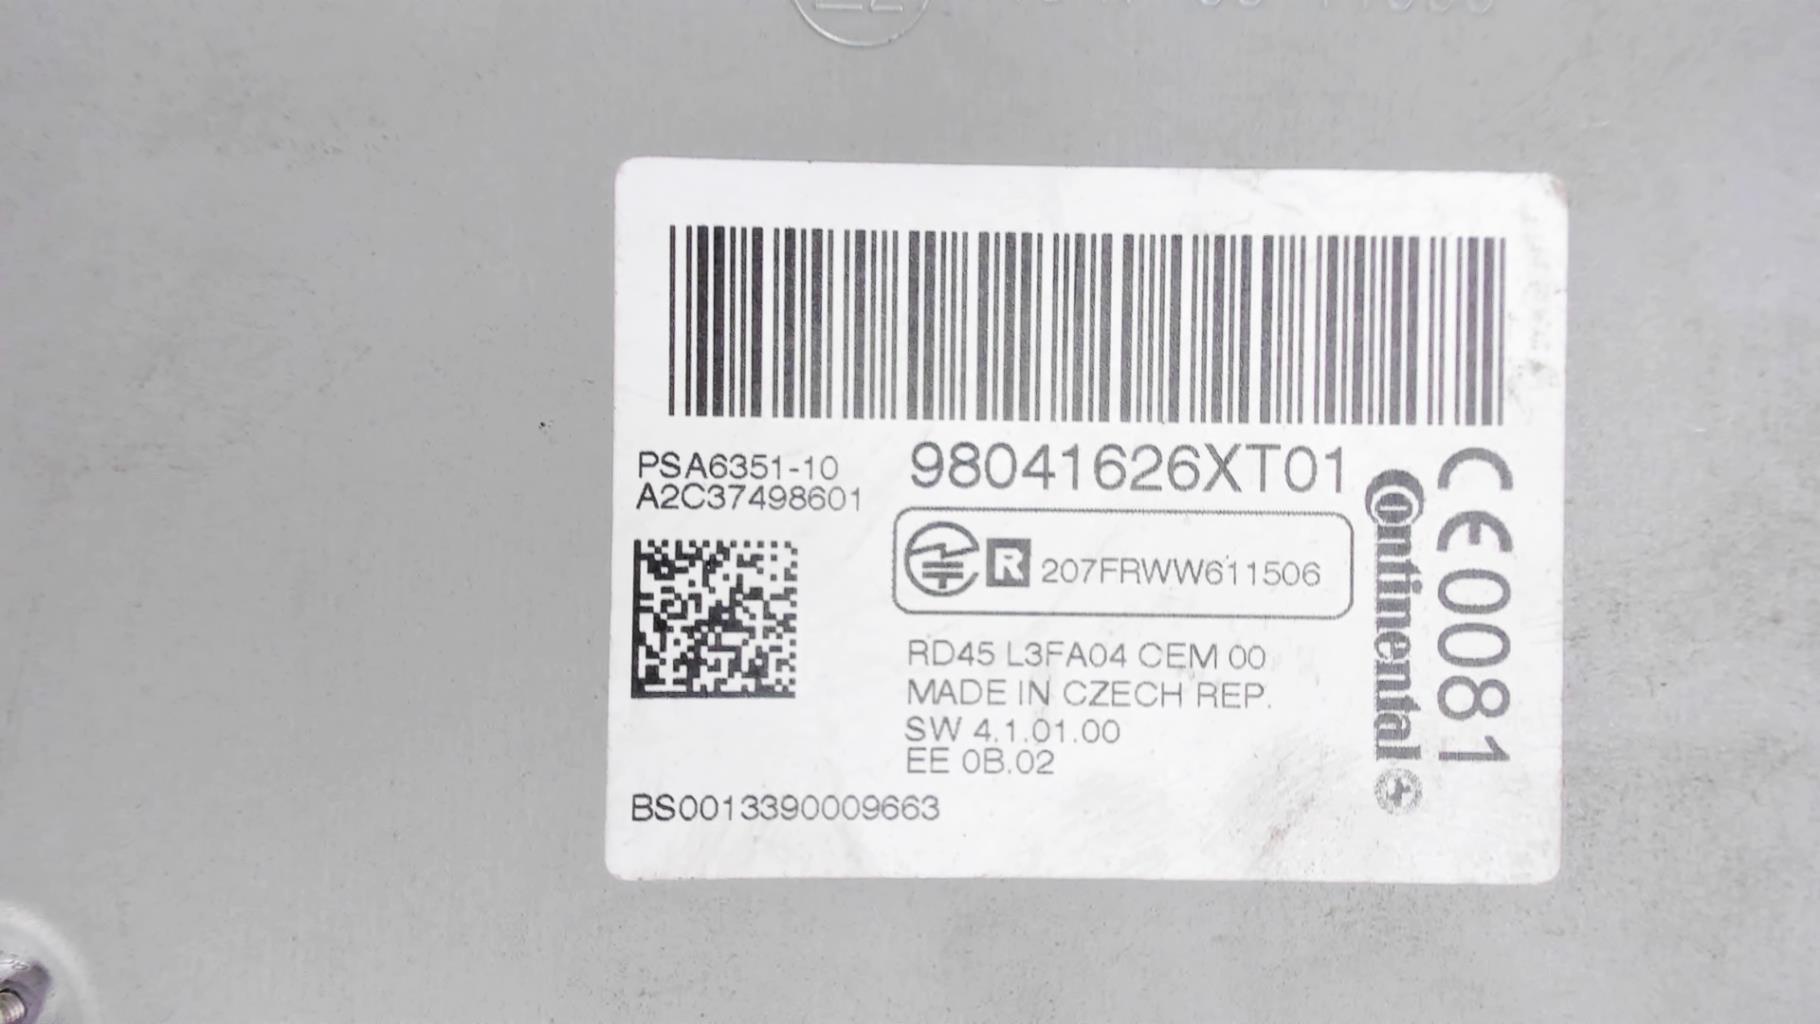 98041626XT01
PSA6351-10
A2C37498601
R 207FRWW611506
RD45 L3FA04 CEM 00
MADE IN CZECH REP.
SW 4.1.01.00
EE 0B.02
BS0013390009663
Continental
CE0081